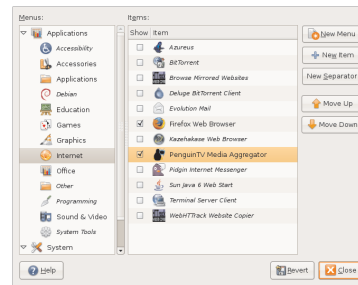 Menus:
Applications
Accessibility
Accessories
Applications
Debian
Education
Games
Graphics
Internet
Office
Other
Programming
Sound & Video
System Tools
System
Items:
Show Item
Azureus
BitTorrent
Browse Mirrored Websites
Deluge BitTorrent Client
Evolution Mail
Firefox Web Browser
Kazehakase Web Browser
PenguinTV Media Aggregator
Pidgin Internet Messenger
Sun Java 6 Web Start
Terminal Server Client
WebHTTrack Website Copier
New Menu
New Item
New Separator
Move Up
Move Down
Help
Revert
Close